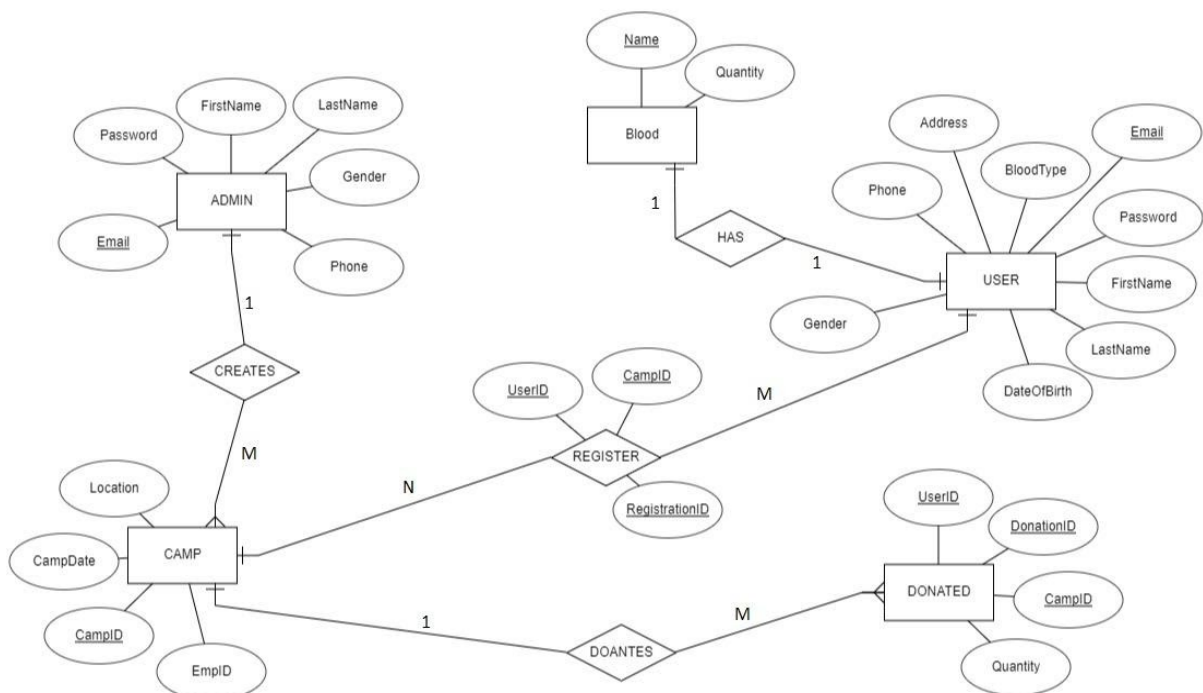 Name
Quantity
Blood
FirstName
LastName
Password
Gender
ADMIN
Email
Phone
Address
Email
BloodType
Phone
Password
USER
FirstName
Gender
LastName
DateOfBirth
1
HAS
1
1
CREATES
M
UserID
CampID
REGISTER
RegistrationID
M
N
Location
CampDate
CAMP
CampID
EmpID
1
DOANTES
M
UserID
DonationID
DONATED
CampID
Quantity